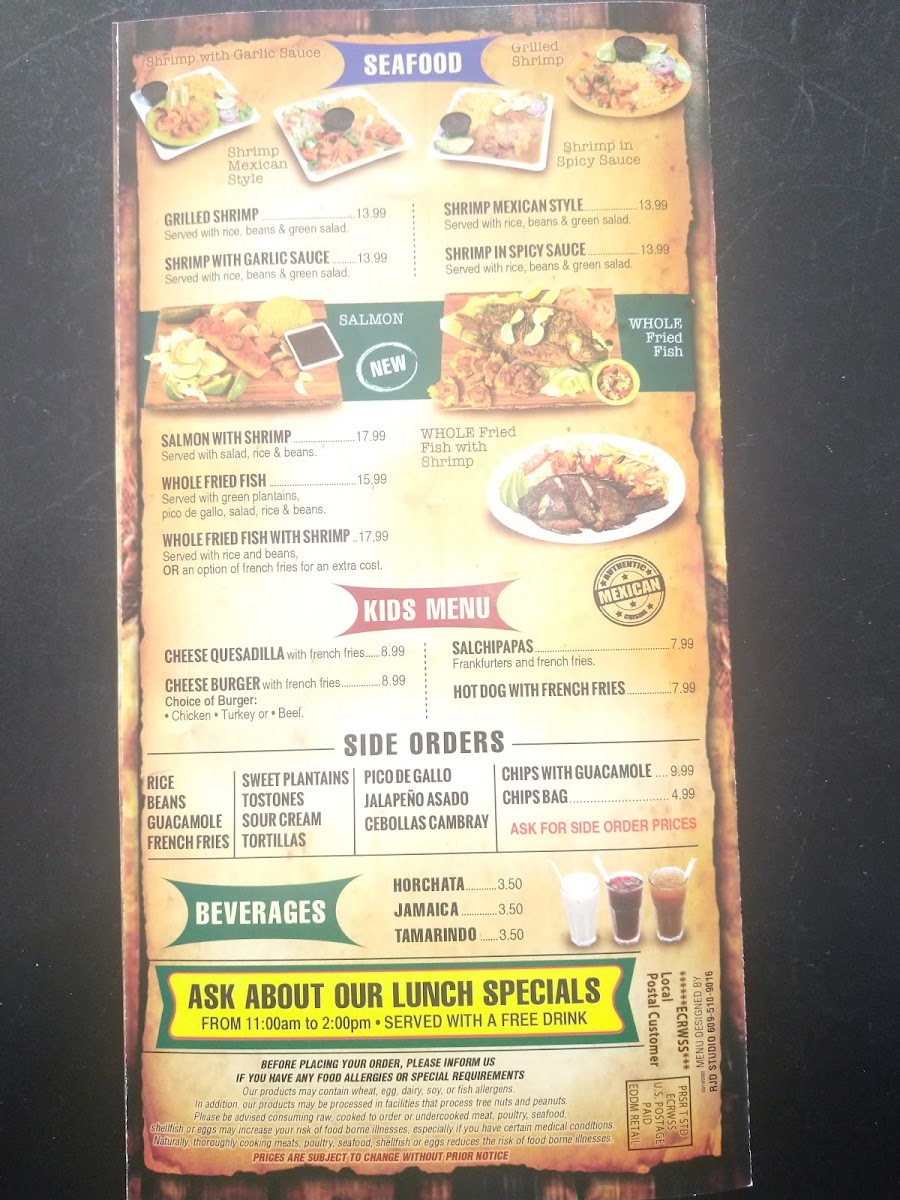 Shrimp with Garlic Sauce
SEAFOOD
Grilled
Shrimp
Shrimp
Mexican
Style
Shrimp in
Spicy Sauce
GRILLED SHRIMP 13.99
Served with rice, beans & green salad.
SHRIMP WITH GARLIC SAUCE 13.99
Served with rice, beans & green salad.
SHRIMP MEXICAN STYLE 13.99
Served with rice, beans & green salad.
SHRIMP IN SPICY SAUCE 13.99
Served with rice, beans & green salad.
SALMON
NEW
WHOLE
Fried
Fish
SALMON WITH SHRIMP 17.99
Served with salad, rice & beans.
WHOLE FRIED FISH 15.99
Served with green plantains,
pico de gallo, salad, rice & beans.
WHOLE FRIED FISH WITH SHRIMP ..17.99
Served with rice and beans,
OR an option of french fries for an extra cost.
WHOLE Fried
Fish with
Shrimp
AUTHENTIC
MEXICAN
CUISINE
KIDS MENU
CHEESE QUESADILLA with french fries.....8.99
CHEESE BURGER with french fries 8.99
Choice of Burger:
• Chicken • Turkey or • Beef.
SALCHIPAPAS 7.99
Frankfurters and french fries.
HOT DOG WITH FRENCH FRIES 7.99
SIDE ORDERS
RICE
BEANS
GUACAMOLE
FRENCH FRIES
SWEET PLANTAINS
TOSTONES
SOUR CREAM
TORTILLAS
PICO DE GALLO
JALAPEÑO ASADO
CEBOLLAS CAMBRAY
CHIPS WITH GUACAMOLE .... 9.99
CHIPS BAG 4.99
ASK FOR SIDE ORDER PRICES
BEVERAGES
HORCHATA 3.50
JAMAICA 3.50
TAMARINDO 3.50
ASK ABOUT OUR LUNCH SPECIALS
FROM 11:00am to 2:00pm • SERVED WITH A FREE DRINK
BEFORE PLACING YOUR ORDER, PLEASE INFORM US
IF YOU HAVE ANY FOOD ALLERGIES OR SPECIAL REQUIREMENTS
Our products may contain wheat, egg, dairy, soy, or fish allergens.
In addition, our products may be processed in facilities that process tree nuts and peanuts.
Please be advised consuming raw, cooked to order or undercooked meat, poultry, seafood,
shellfish or eggs may increase your risk of food borne illnesses, especially if you have certain medical conditions.
Naturally, thoroughly cooking meats, poultry, seafood, shellfish or eggs reduces the risk of food borne illnesses.
PRICES ARE SUBJECT TO CHANGE WITHOUT PRIOR NOTICE
*******ECRWSS***
Local
Postal Customer
MENU DESIGNED BY
RJD STUDIO 609-510-9016
PRSR T STD
ECRWSS
U.S. POSTAGE
PAID
EDDM RETAIL